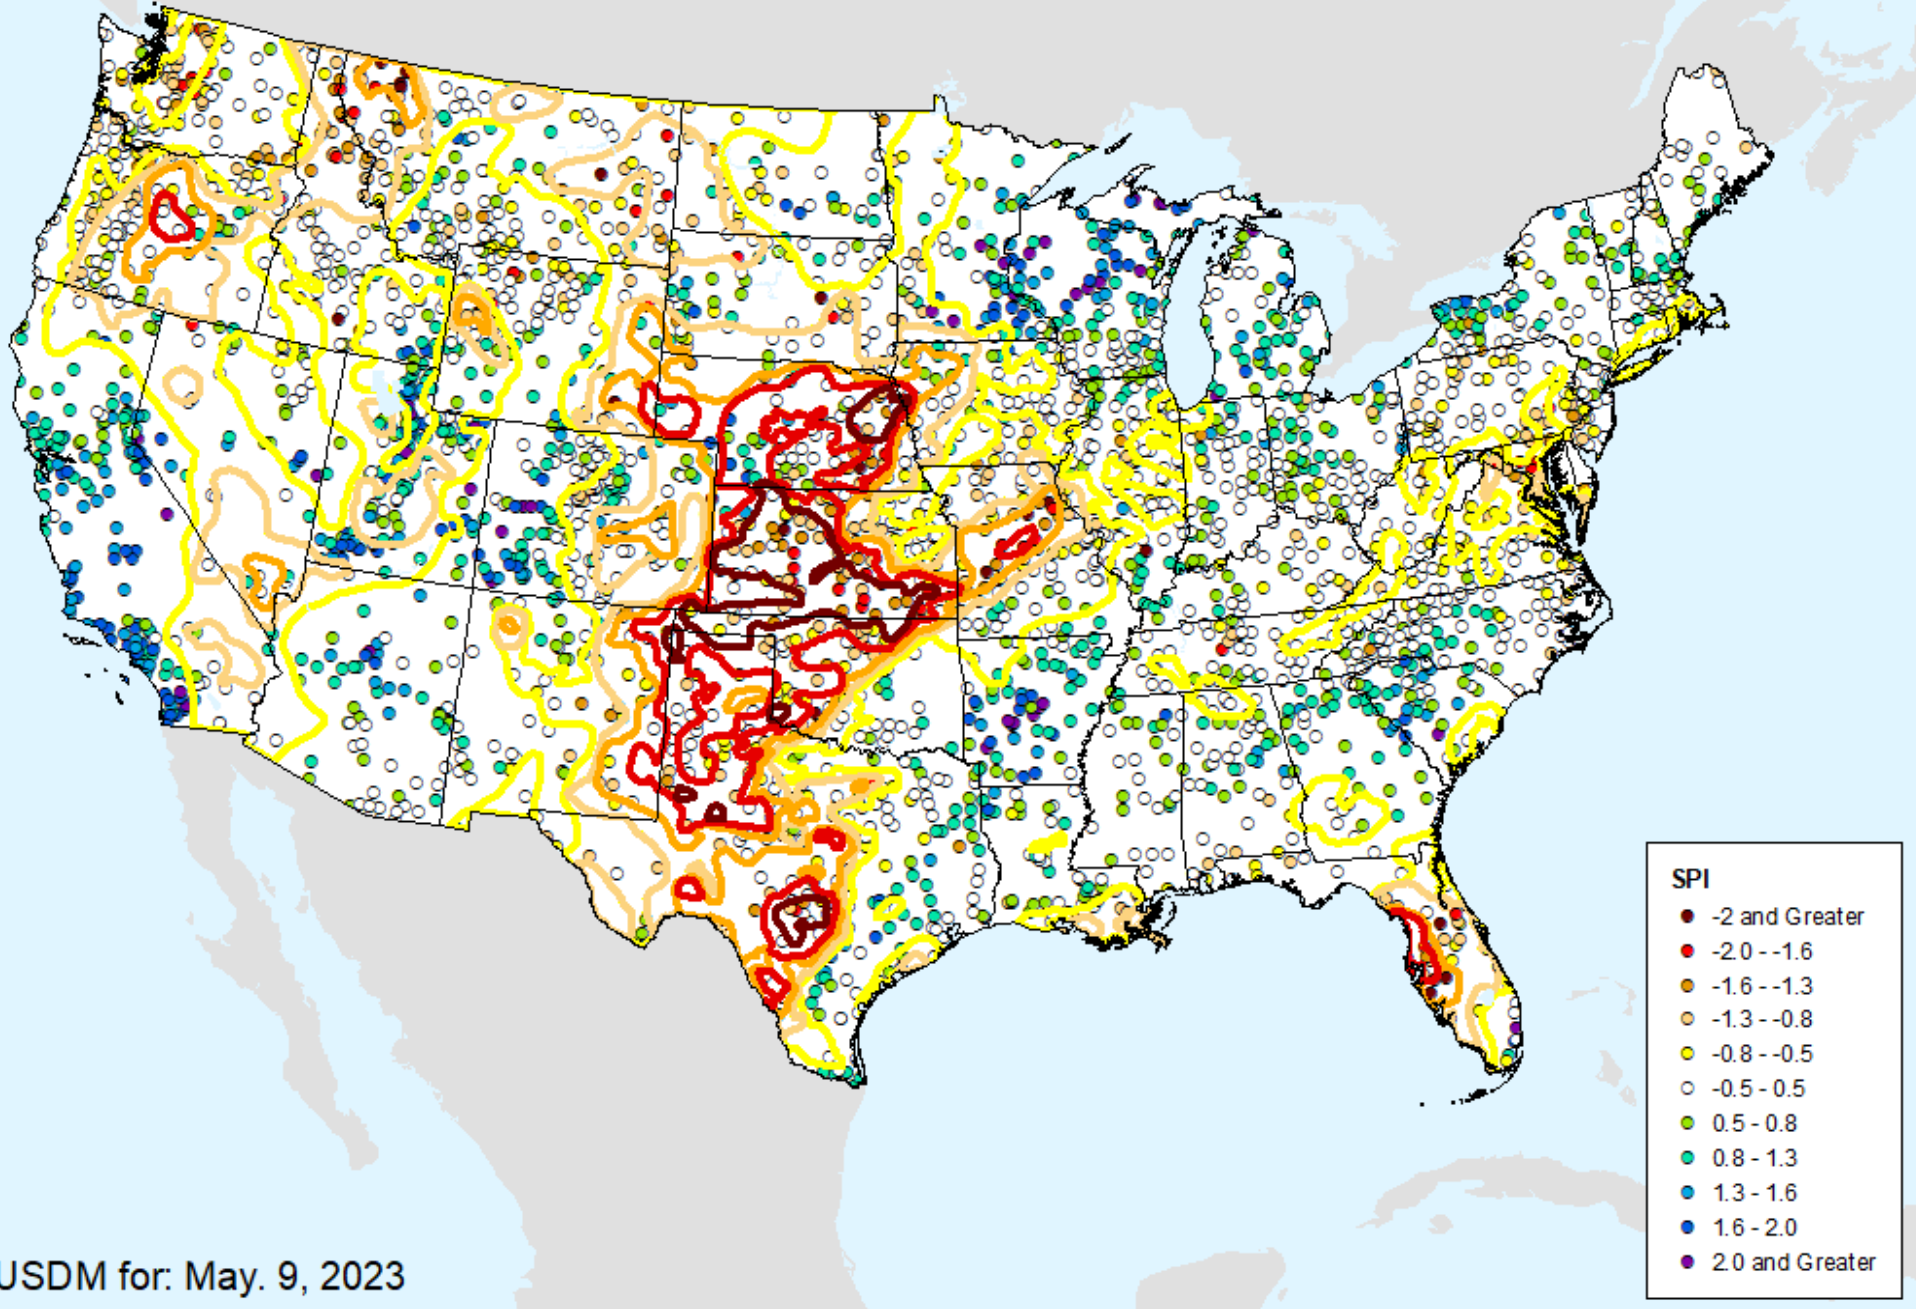 SPI
-2 and Greater
-2.0 - -1.6
-1.6 - -1.3
-1.3 - -0.8
-0.8 - -0.5
-0.5 - 0.5
0.5 - 0.8
0.8 - 1.3
1.3 - 1.6
1.6 - 2.0
2.0 and Greater
USDM for: May. 9, 2023